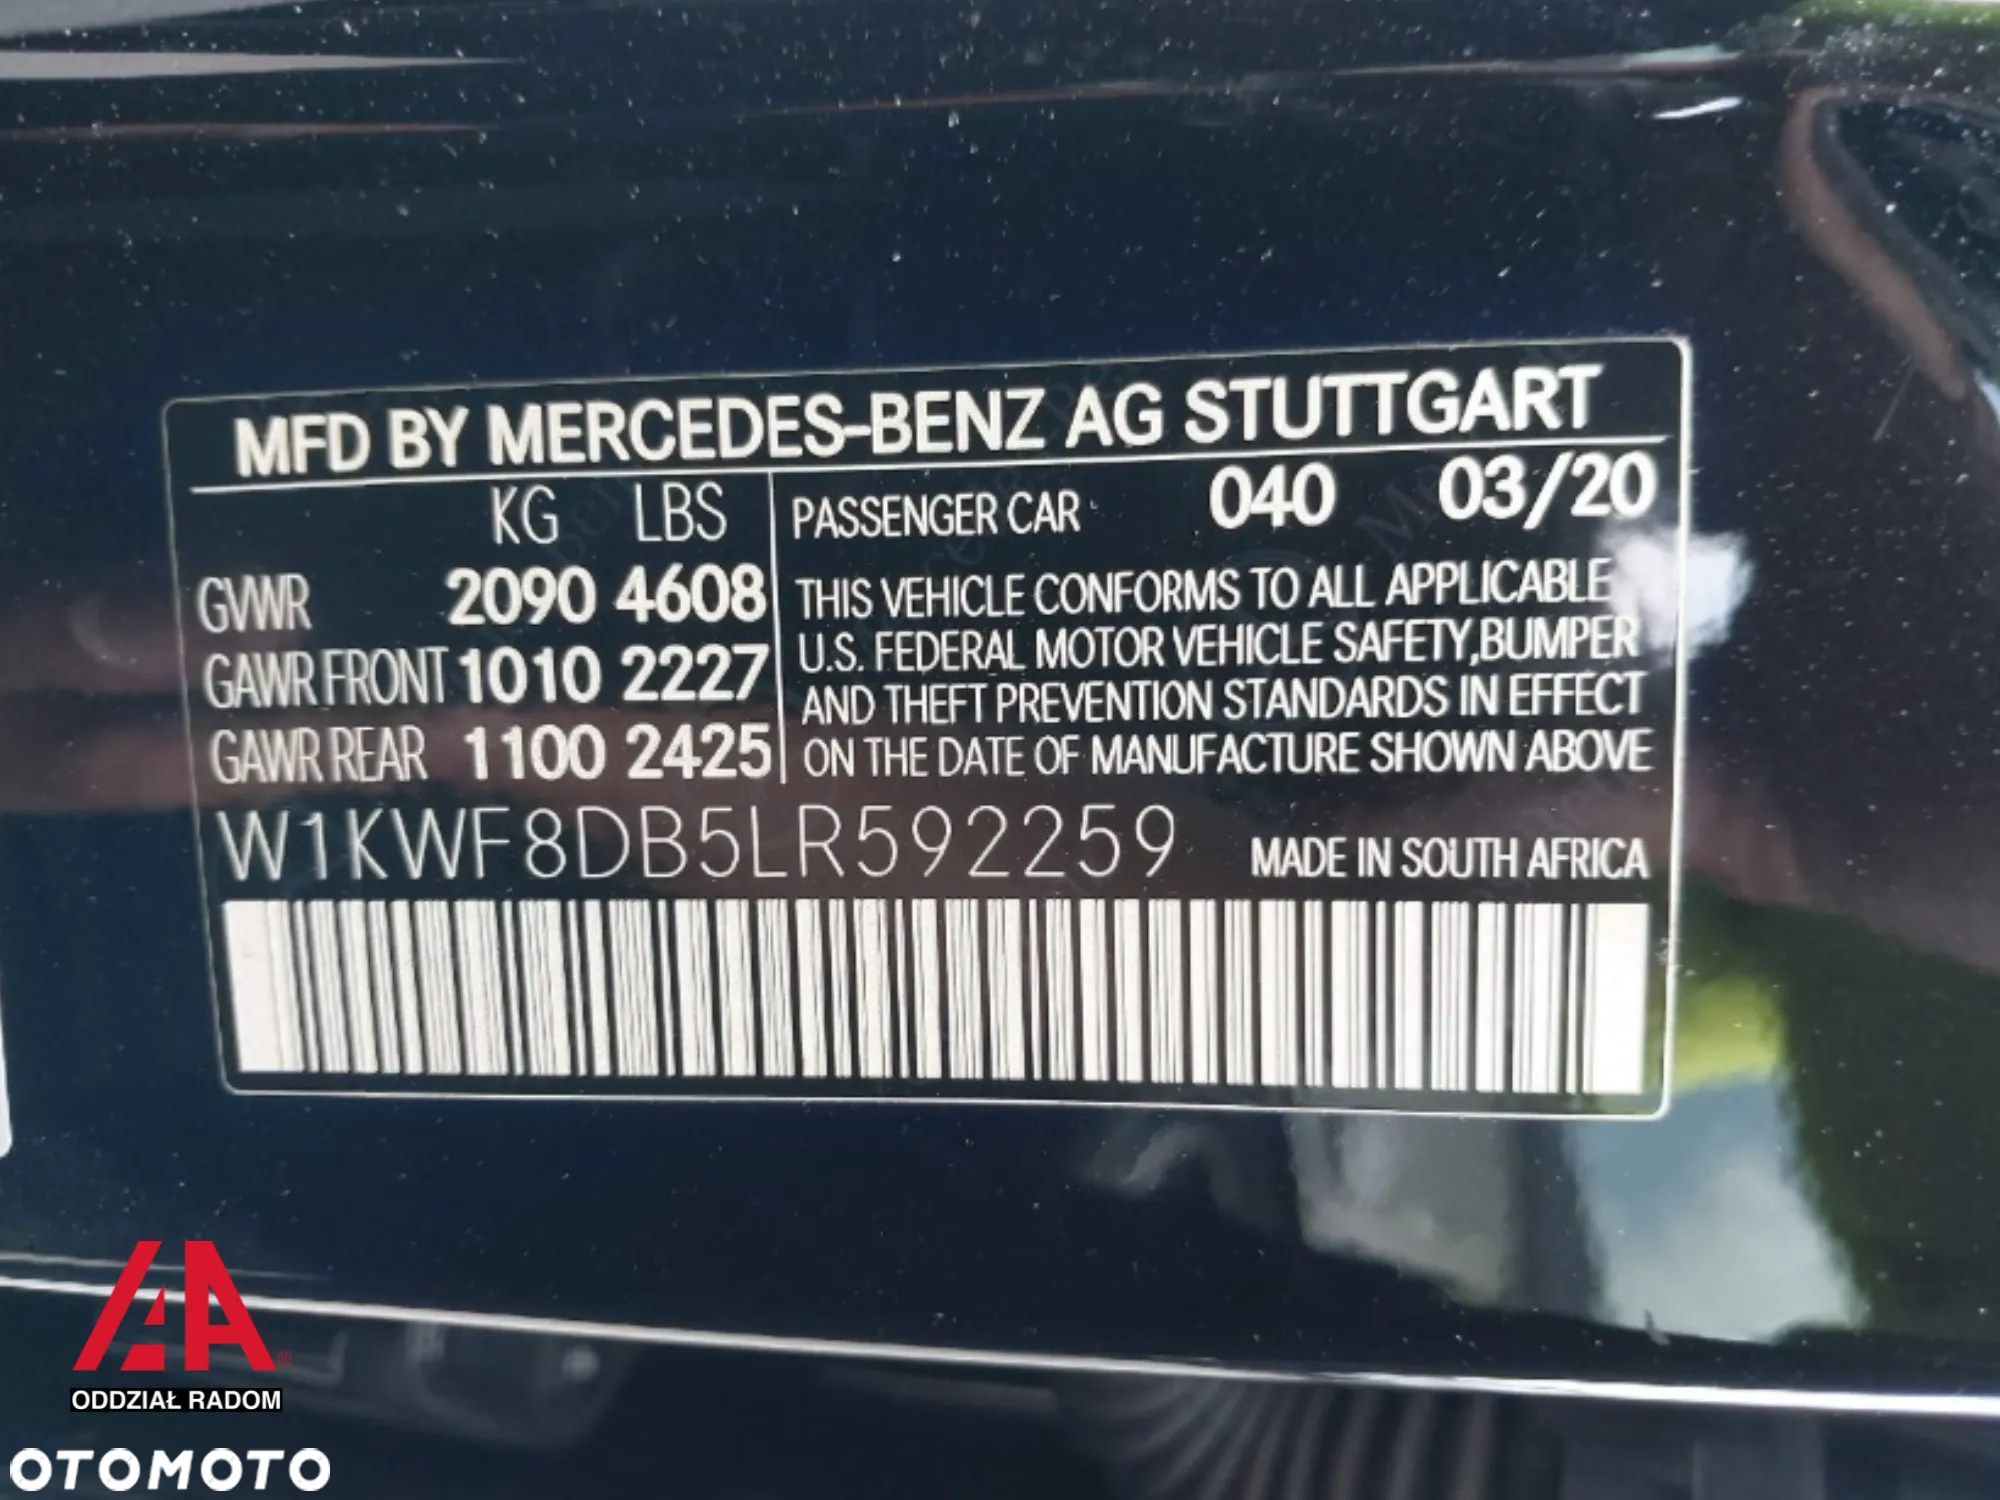 MFD BY MERCEDES-BENZ AG STUTTGART
KG LBS
GVWR 2090 4608
GAWR FRONT 1010 2227
GAWR REAR 1100 2425
PASSENGER CAR 040 03/20
THIS VEHICLE CONFORMS TO ALL APPLICABLE
U.S. FEDERAL MOTOR VEHICLE SAFETY, BUMPER
AND THEFT PREVENTION STANDARDS IN EFFECT
ON THE DATE OF MANUFACTURE SHOWN ABOVE
W1KWF8DB5LR592259
MADE IN SOUTH AFRICA
AA®
ODDZIAŁ RADOM
OTOMOTO